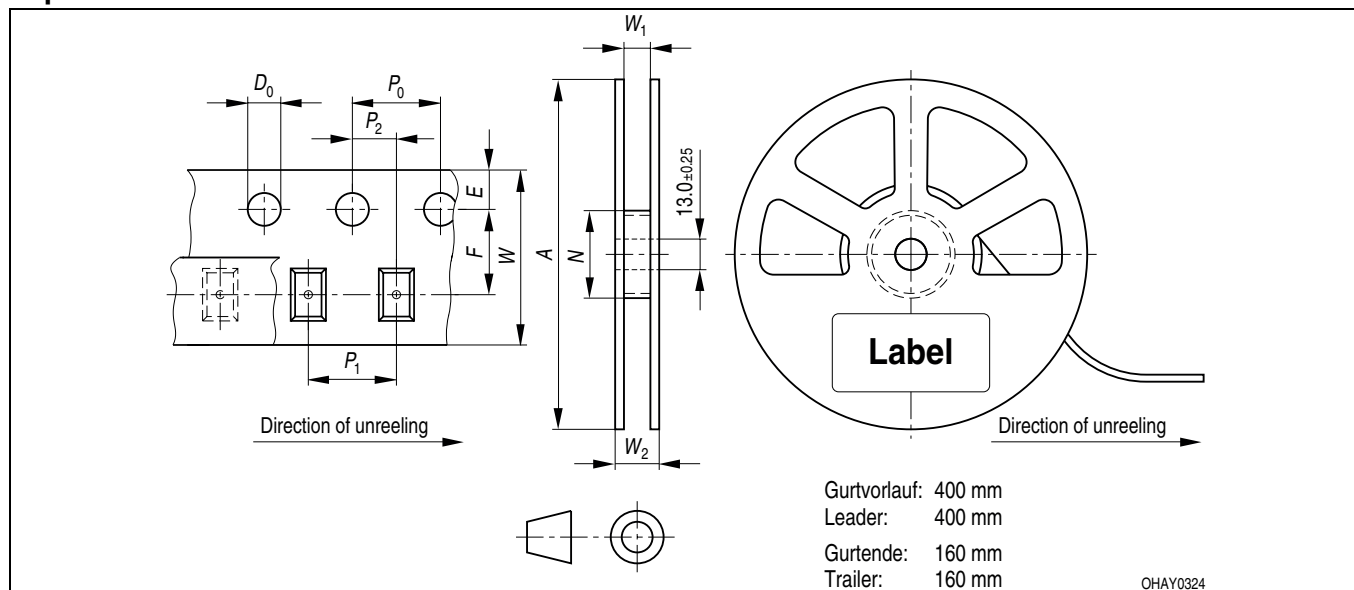 W₁
D₀
P₀
P₂
E
F
W
A
N
13.0±0.25
P₁
W₂
Label
Direction of unreeling
Direction of unreeling
Gurtvorlauf: 400 mm
Leader: 400 mm
Gurtende: 160 mm
Trailer: 160 mm
OHAY0324